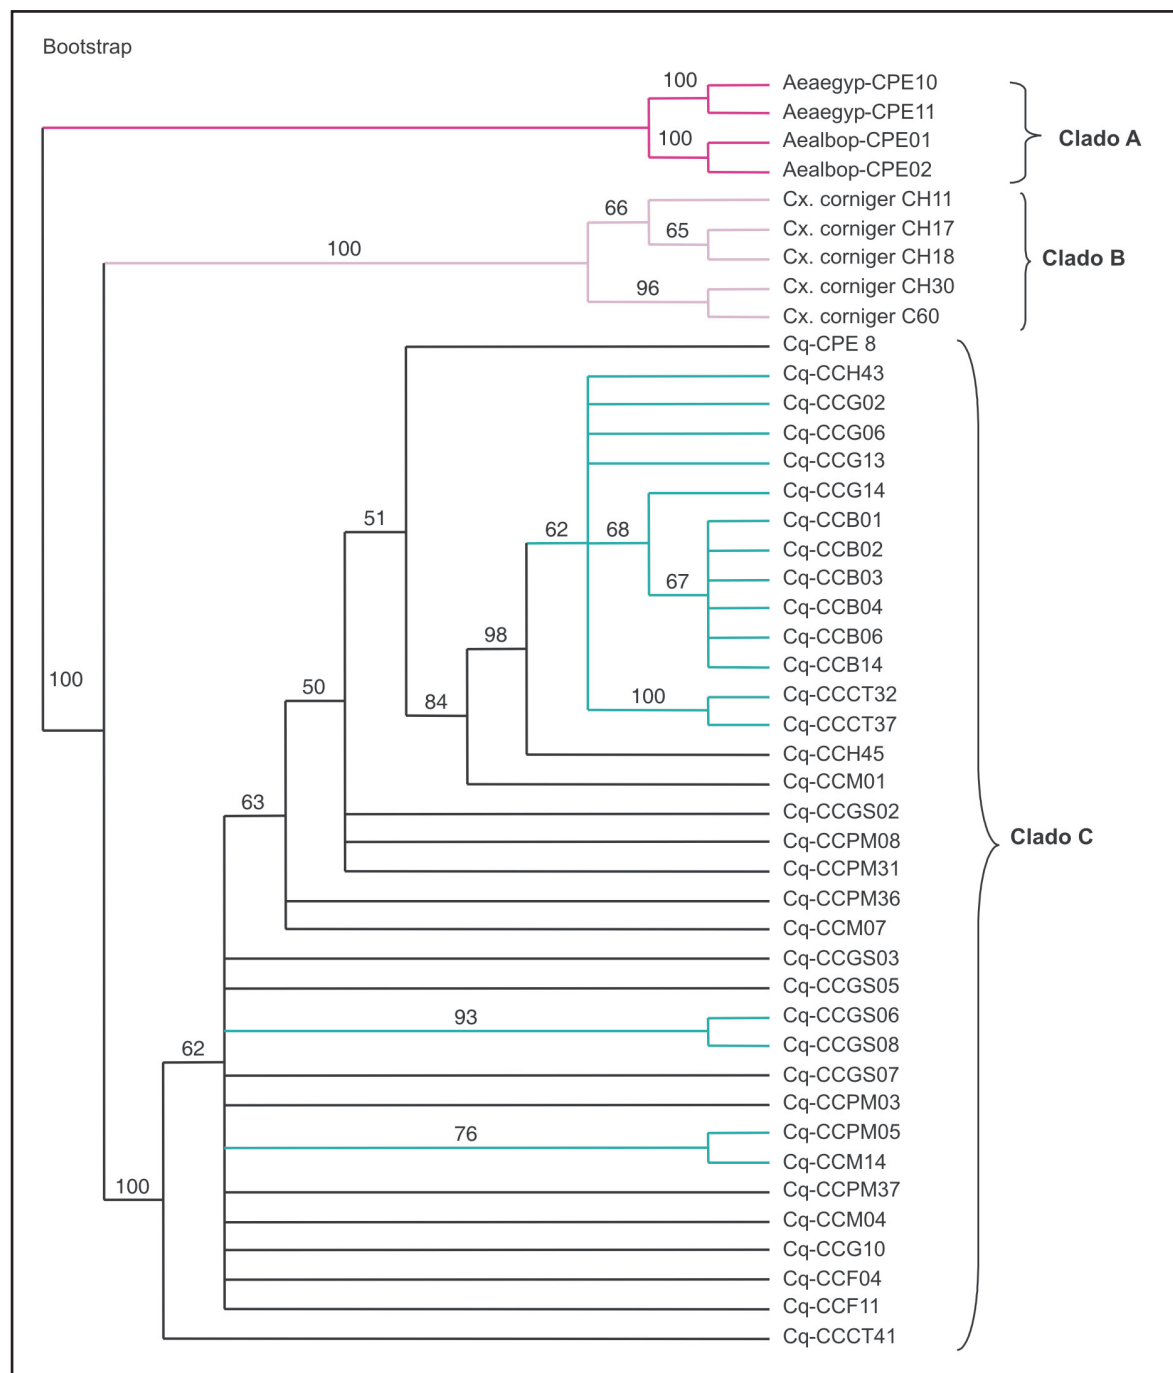 Bootstrap
100
Aeaegyp-CPE10
Aeaegyp-CPE11
100
Aealbop-CPE01
Aealbop-CPE02
Clado A
Cx. corniger CH11
66
Cx. corniger CH17
65
Cx. corniger CH18
100
Cx. corniger CH30
96
Cx. corniger C60
Clado B
Cq-CPE 8
Cq-CCH43
Cq-CCG02
Cq-CCG06
Cq-CCG13
Cq-CCG14
51
Cq-CCB01
62
68
Cq-CCB02
67
Cq-CCB03
Cq-CCB04
Cq-CCB06
98
Cq-CCB14
100
50
84
100
Cq-CCCT32
Cq-CCCT37
Cq-CCH45
Cq-CCM01
63
Cq-CCGS02
Cq-CCPM08
Clado C
Cq-CCPM31
Cq-CCPM36
Cq-CCM07
Cq-CCGS03
Cq-CCGS05
93
Cq-CCGS06
Cq-CCGS08
62
Cq-CCGS07
Cq-CCPM03
76
Cq-CCPM05
Cq-CCM14
100
Cq-CCPM37
Cq-CCM04
Cq-CCG10
Cq-CCF04
Cq-CCF11
Cq-CCCT41